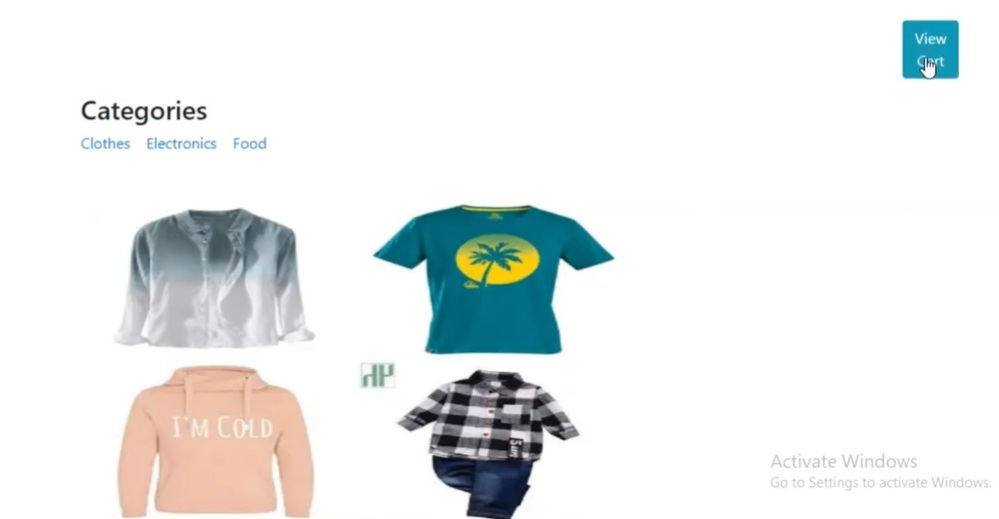 View
Cart
Categories
Clothes Electronics Food
I'M COLD
Activate Windows
Go to Settings to activate Windows.